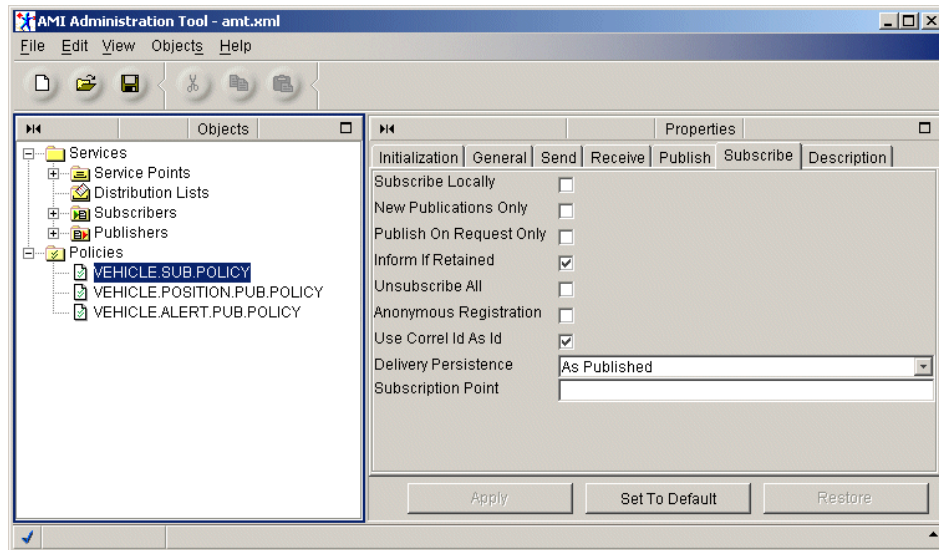 AMI Administration Tool - amt.xml
File Edit View Objects Help
Objects
Services
Service Points
Distribution Lists
Subscribers
Publishers
Policies
VEHICLE.SUB.POLICY
VEHICLE.POSITION.PUB.POLICY
VEHICLE.ALERT.PUB.POLICY
Properties
Initialization General Send Receive Publish Subscribe Description
Subscribe Locally
New Publications Only
Publish On Request Only
Inform If Retained
Unsubscribe All
Anonymous Registration
Use Correl Id As Id
Delivery Persistence As Published
Subscription Point
Apply Set To Default Restore